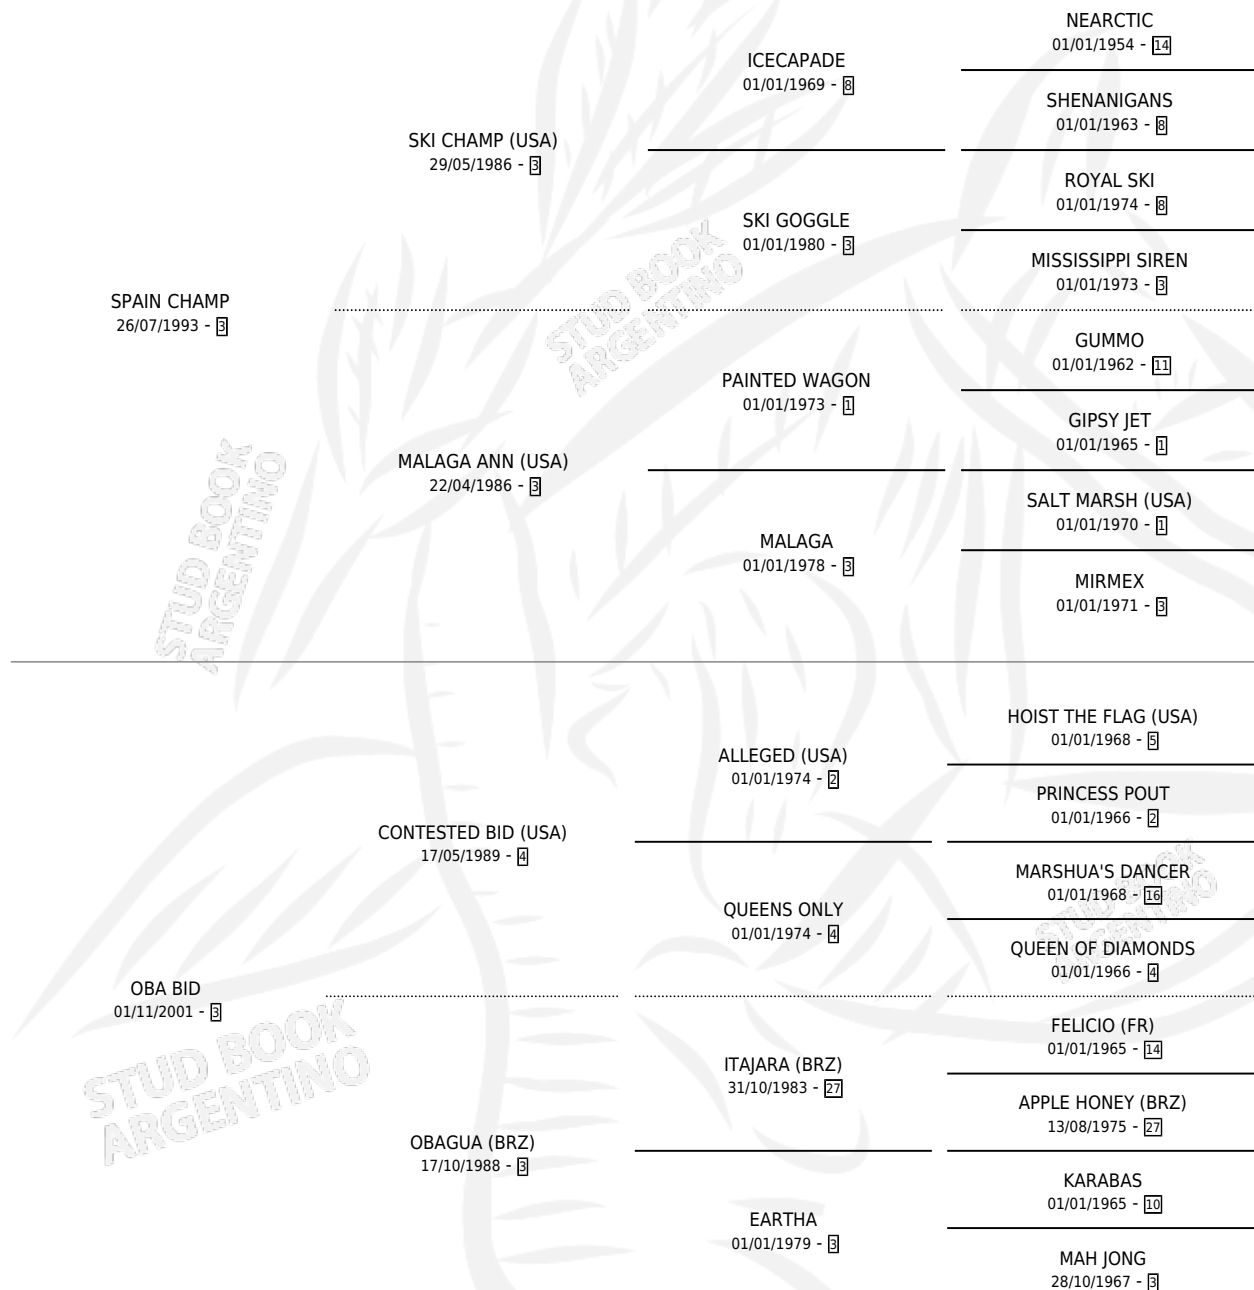 NEARCTIC
01/01/1954 - 14
ICECAPADE
01/01/1969 - 8
SHENANIGANS
01/01/1963 - 8
SKI CHAMP (USA)
29/05/1986 - 3
ROYAL SKI
01/01/1974 - 8
SKI GOGGLE
01/01/1980 - 3
MISSISSIPPI SIREN
01/01/1973 - 3
SPAIN CHAMP
26/07/1993 - 3
GUMMO
01/01/1962 - 11
PAINTED WAGON
01/01/1973 - 1
GIPSY JET
01/01/1965 - 1
MALAGA ANN (USA)
22/04/1986 - 3
SALT MARSH (USA)
01/01/1970 - 1
MALAGA
01/01/1978 - 3
MIRMEX
01/01/1971 - 3
HOIST THE FLAG (USA)
01/01/1968 - 5
ALLEGED (USA)
01/01/1974 - 2
PRINCESS POUT
01/01/1966 - 2
CONTESTED BID (USA)
17/05/1989 - 4
MARSHUA'S DANCER
01/01/1968 - 16
QUEENS ONLY
01/01/1974 - 4
QUEEN OF DIAMONDS
01/01/1966 - 4
OBA BID
01/11/2001 - 3
FELICIO (FR)
01/01/1965 - 14
ITAJARA (BRZ)
31/10/1983 - 27
APPLE HONEY (BRZ)
13/08/1975 - 27
OBAGUA (BRZ)
17/10/1988 - 3
KARABAS
01/01/1965 - 10
EARTHA
01/01/1979 - 3
MAH JONG
28/10/1967 - 3
STUD BOOK
ARGENTINO
STUD BOOK
ARGENTINO
STUD BOOK
ARGENTINO
STUD BOOK
ARGENTINO